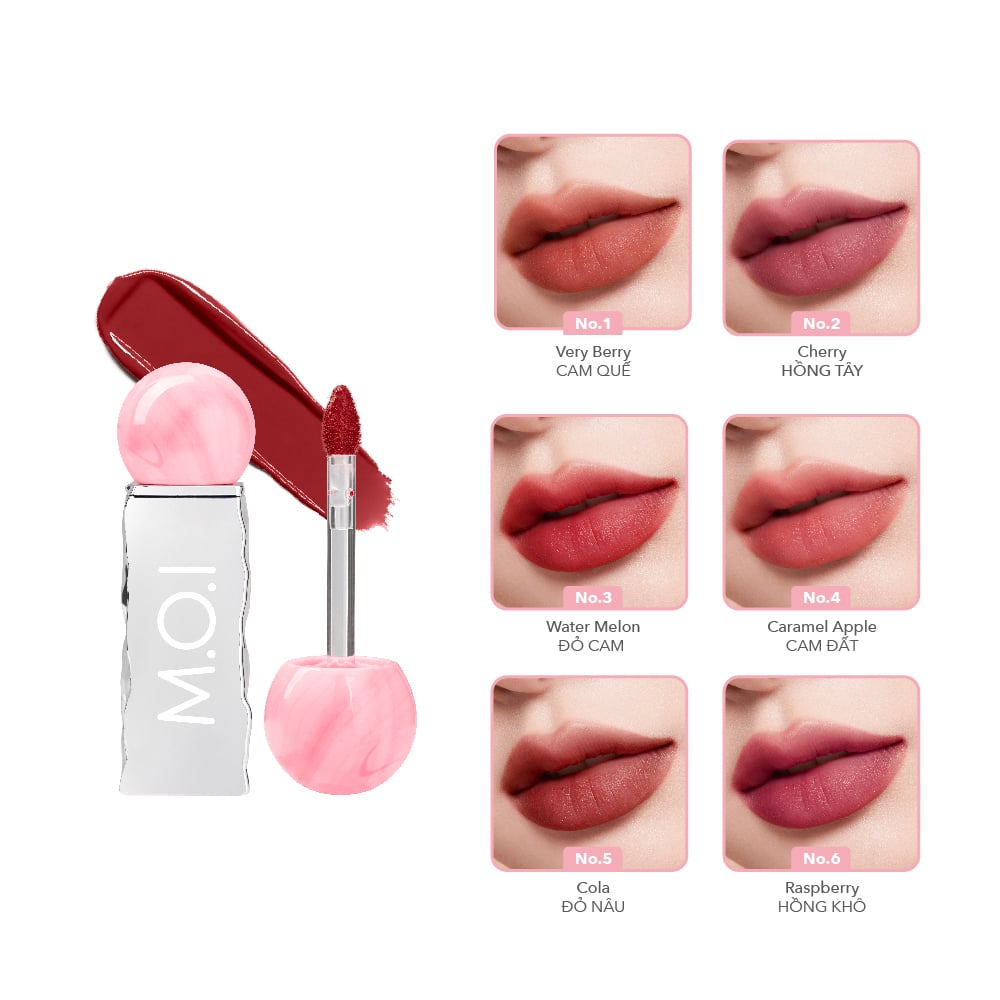 M.O.I
No.1
Very Berry
CAM QUẾ
No.2
Cherry
HỒNG TÂY
No.3
Water Melon
ĐỎ CAM
No.4
Caramel Apple
CAM ĐẤT
No.5
Cola
ĐỎ NÂU
No.6
Raspberry
HỒNG KHÔ